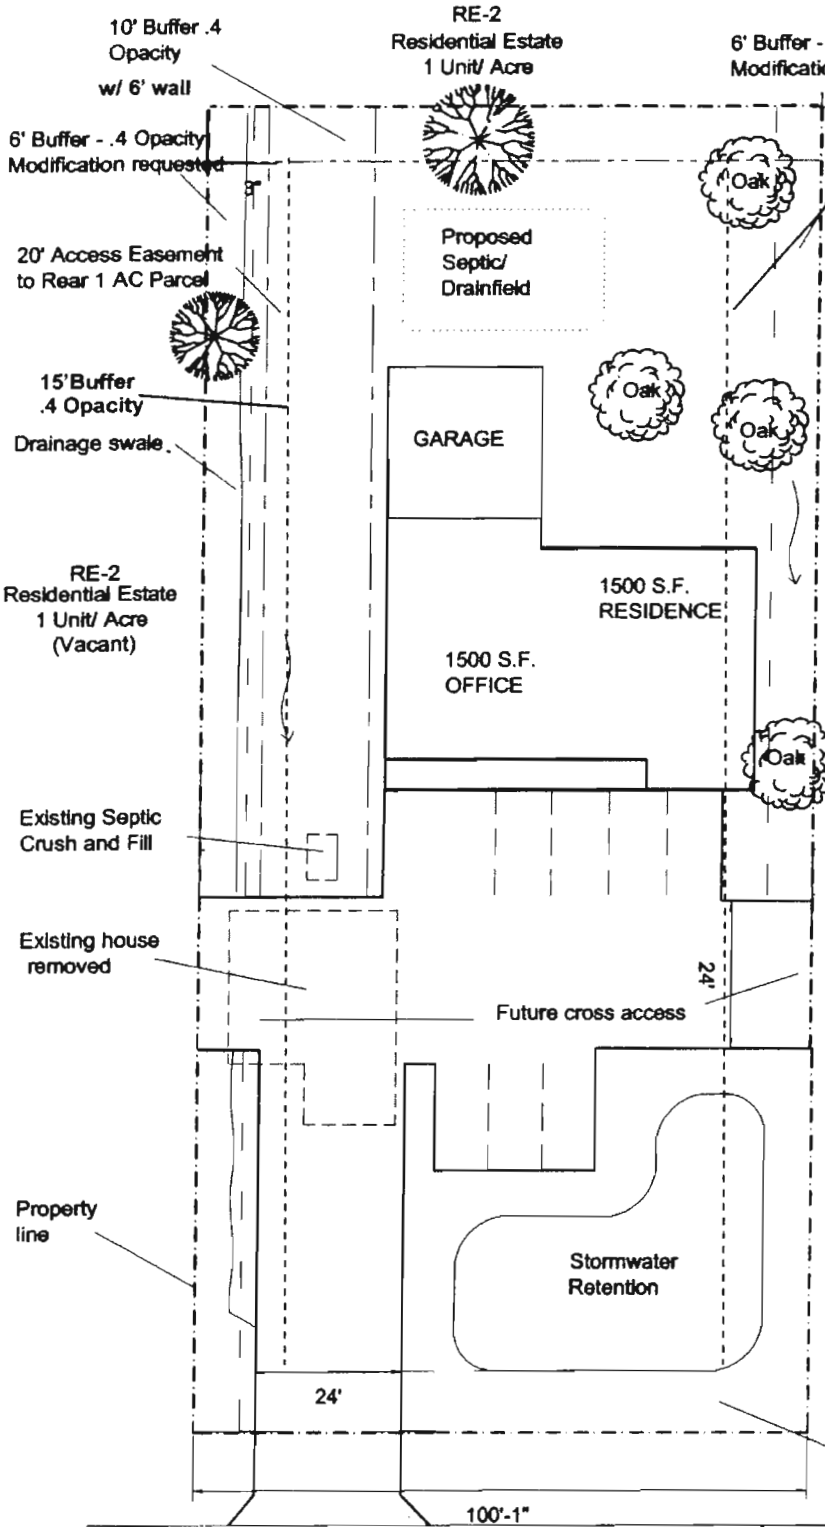 10' Buffer .4
Opacity
w/ 6' wall
RE-2
Residential Estate
1 Unit/ Acre
6' Buffer -
Modificatio
6' Buffer - .4 Opacity
Modification requested
Oak
20' Access Easement
to Rear 1 AC Parcel
Proposed
Septic/
Drainfield
15' Buffer
.4 Opacity
Oak
Oak
Drainage swale
GARAGE
RE-2
Residential Estate
1 Unit/ Acre
(Vacant)
1500 S.F.
RESIDENCE
1500 S.F.
OFFICE
Oak
Existing Septic
Crush and Fill
Existing house
removed
24'
Future cross access
Property
line
Stormwater
Retention
24'
100'-1"